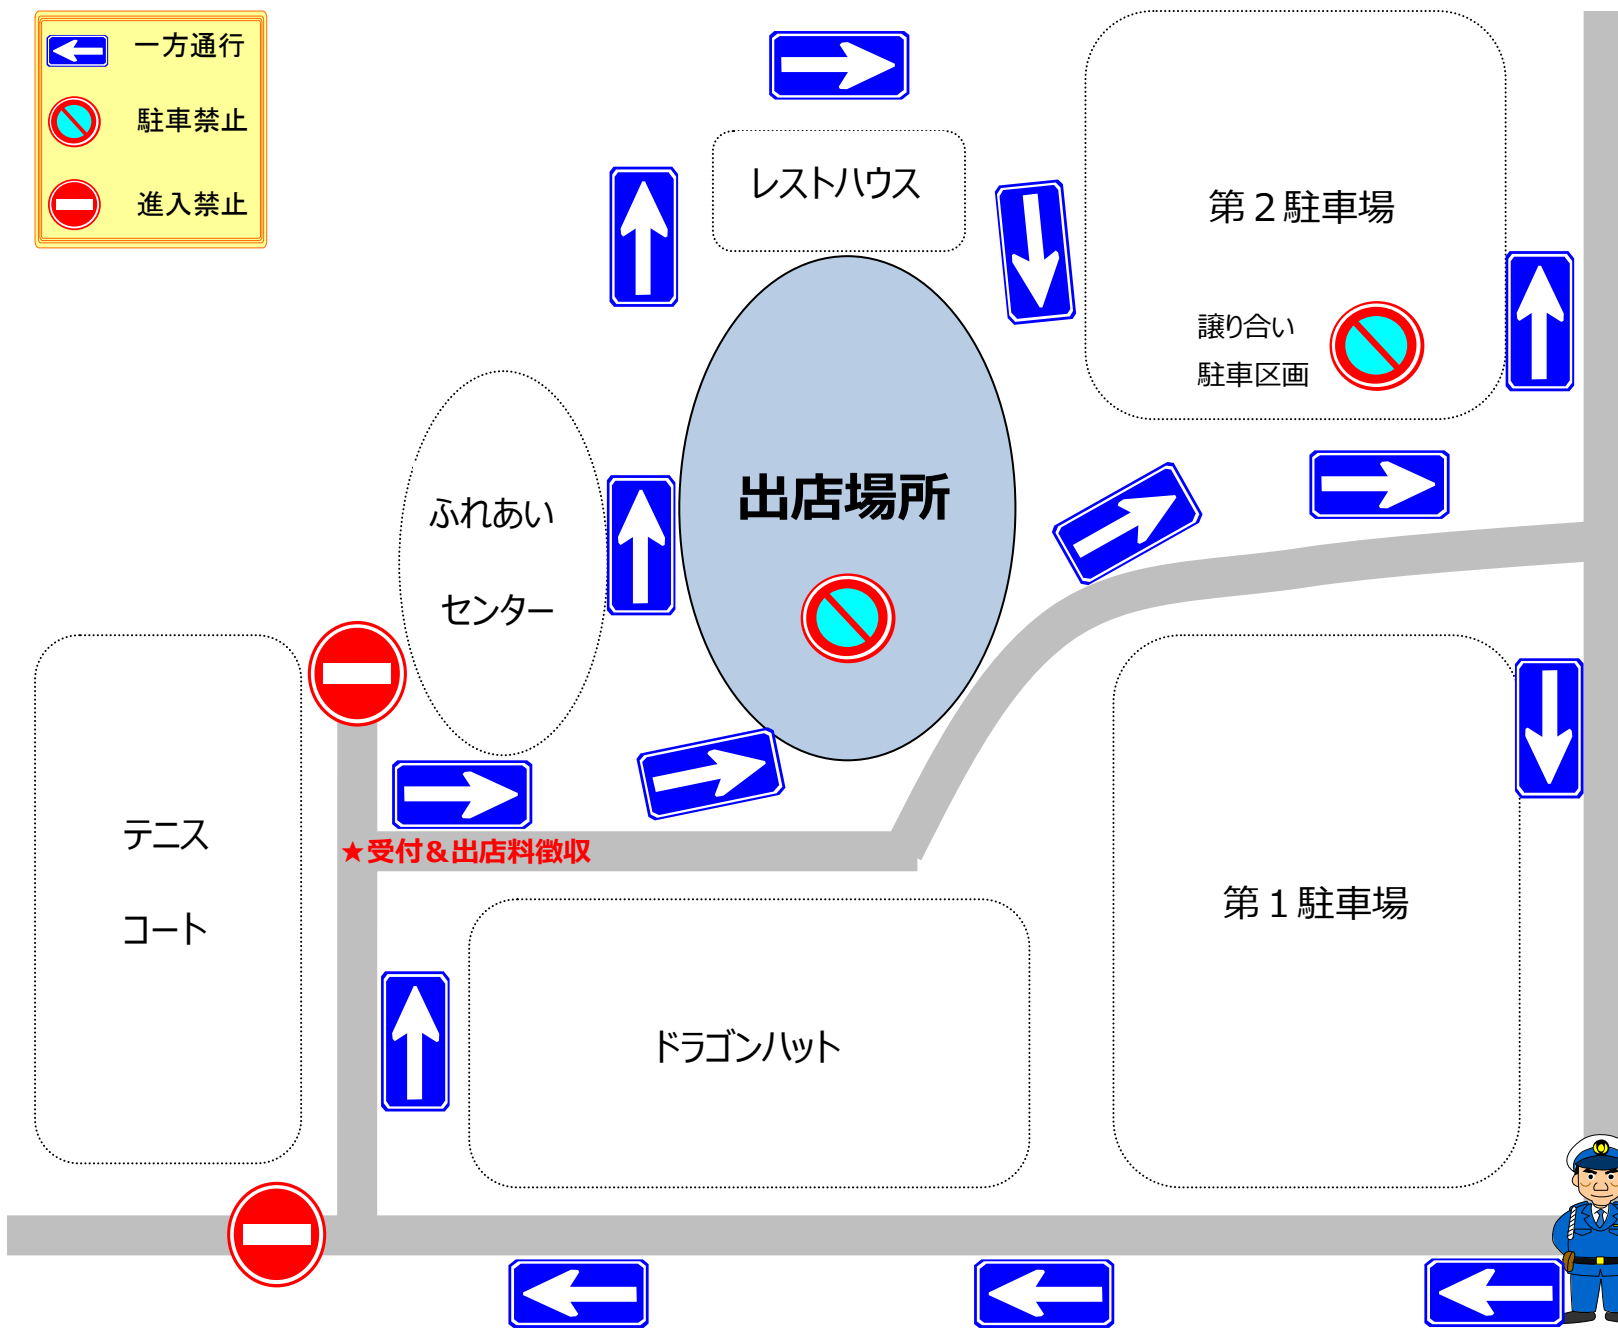 一方通行
駐車禁止
進入禁止
レストハウス
第２駐車場
譲り合い
駐車区画
出店場所
ふれあい
センター
テニス
コート
★受付＆出店料徴収
第１駐車場
ドラゴンハット